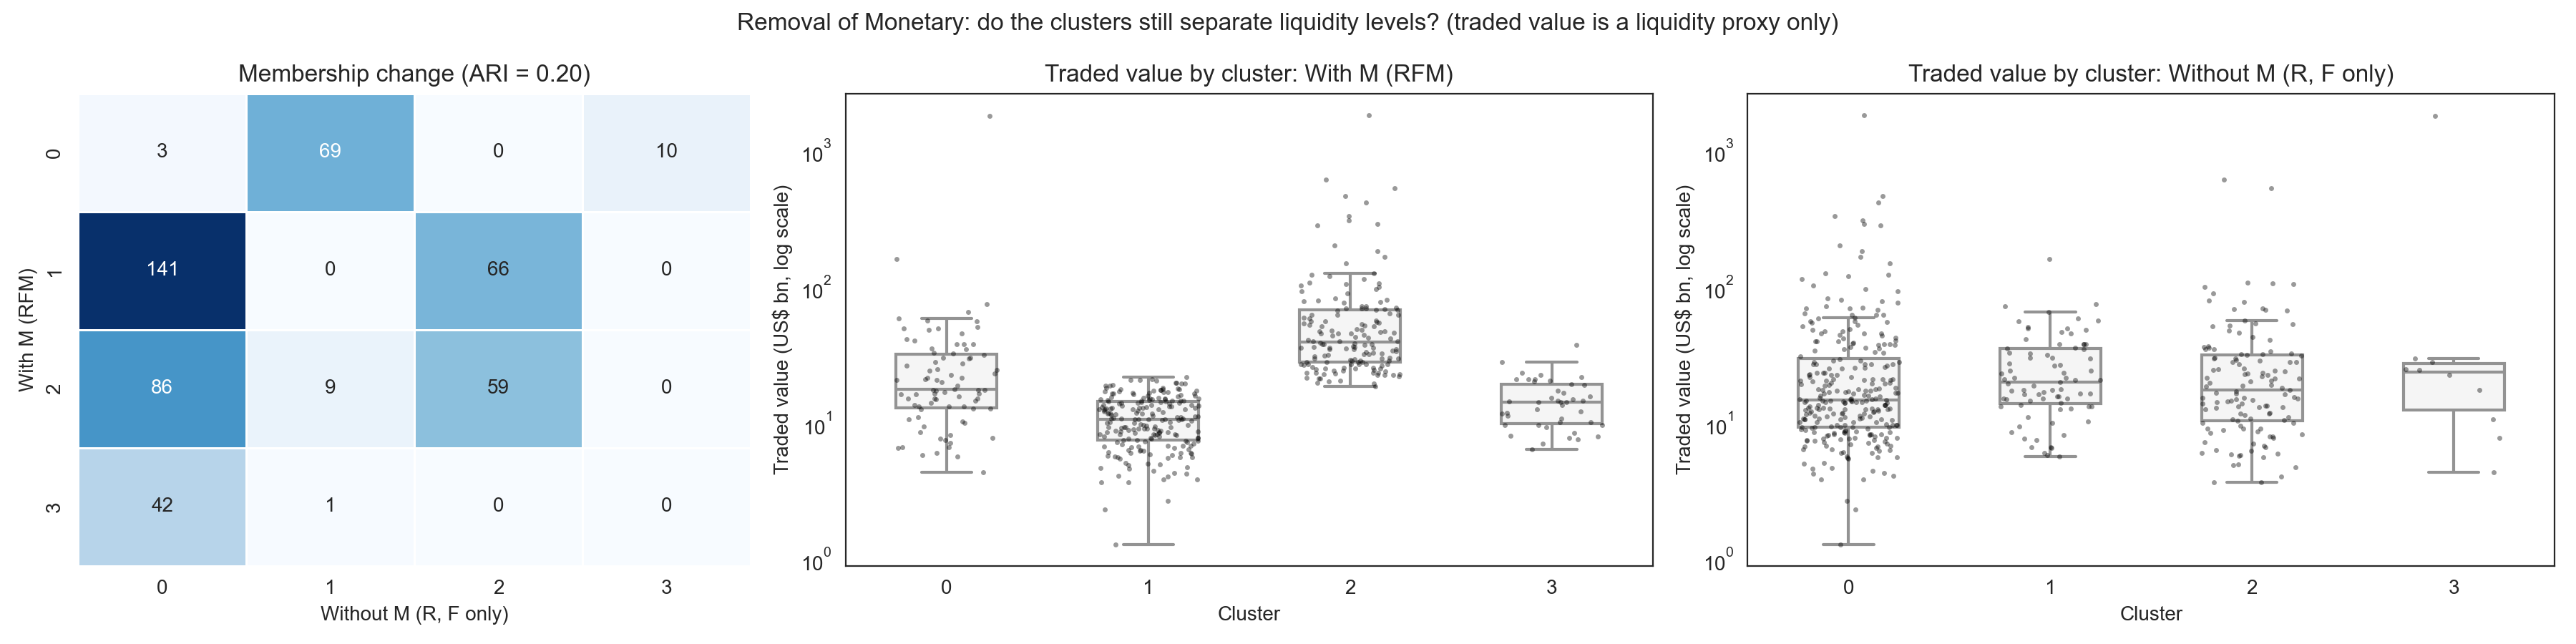 Removal of Monetary: do the clusters still separate liquidity levels? (traded value is a liquidity proxy only)
Membership change (ARI = 0.20)
With M (RFM)
0
1
2
3
3 69 0 10
141 0 66 0
86 9 59 0
42 1 0 0
0 1 2 3
Without M (R, F only)
Traded value by cluster: With M (RFM)
Traded value (US$ bn, log scale)
10³
10²
10¹
10⁰
0 1 2 3
Cluster
Traded value by cluster: Without M (R, F only)
Traded value (US$ bn, log scale)
10³
10²
10¹
10⁰
0 1 2 3
Cluster